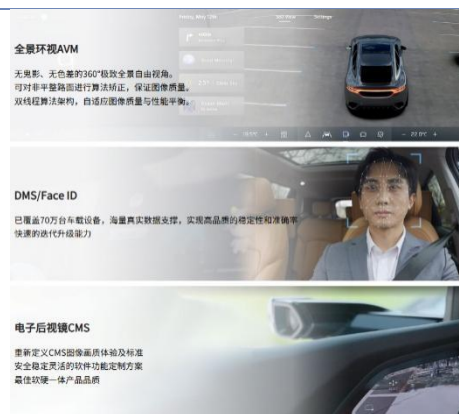 Friday, May 12th
Settings
全景环视AVM
无鬼影、无色差的360°极致全景自由视角。
可对非平整路面进行算法矫正，保证图像质量。
双线程算法架构，自适应图像质量与性能平衡。
DMS/Face ID
已覆盖70万台车载设备，海量真实数据支撑，实现高品质的稳定性和准确率
快速的迭代升级能力
电子后视镜CMS
重新定义CMS图像画质体验及标准
安全稳定灵活的软件功能定制方案
最佳软硬一体产品品质